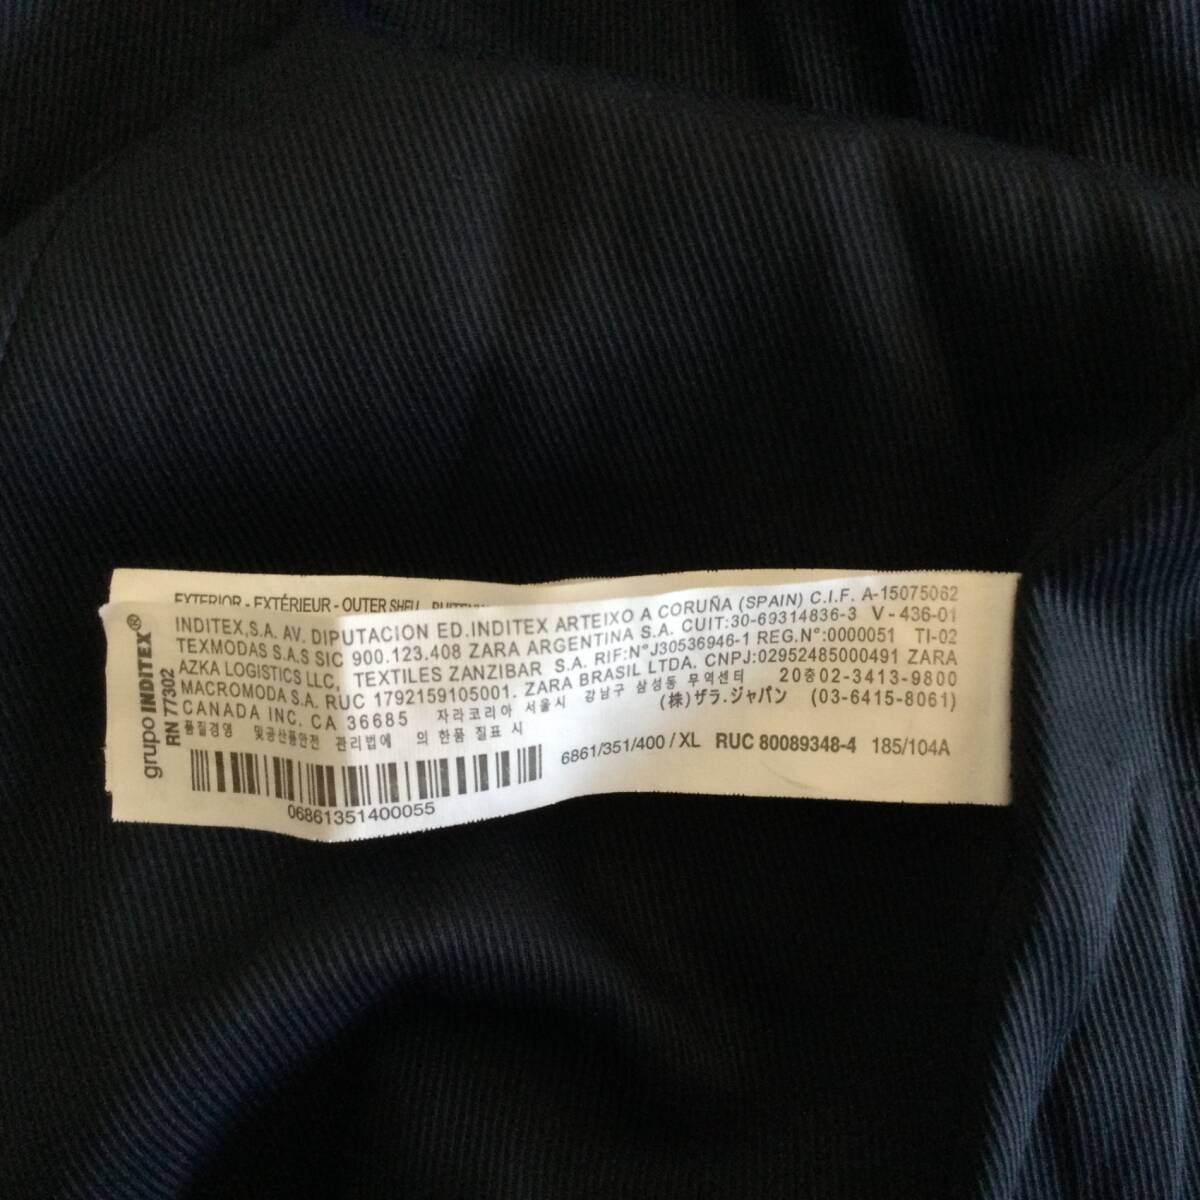 EXTERIOR - EXTÉRIEUR - OUTER SHELL
grupo INDITEX®
RN 77302
INDITEX,S.A. AV. DIPUTACION ED.INDITEX ARTEIXO A CORUÑA (SPAIN) C.I.F. A-15075062
TEXMODAS S.A.S SIC 900.123.408 ZARA ARGENTINA S.A. CUIT:30-69314836-3 V - 436-01
AZKA LOGISTICS LLC, TEXTILES ZANZIBAR S.A. RIF:N°J30536946-1 REG.N°:0000051 TI-02
MACROMODA S.A. RUC 1792159105001. ZARA BRASIL LTDA. CNPJ:02952485000491 ZARA
CANADA INC. CA 36685 자라코리아 서울시 강남구 삼성동 무역센터 20층02-3413-9800
품질경영 및공산품안전 관리법에 의 한품 질표 시 (株)ザラ.ジャパン (03-6415-8061)
6861/351/400 / XL RUC 80089348-4 185/104A
06861351400055